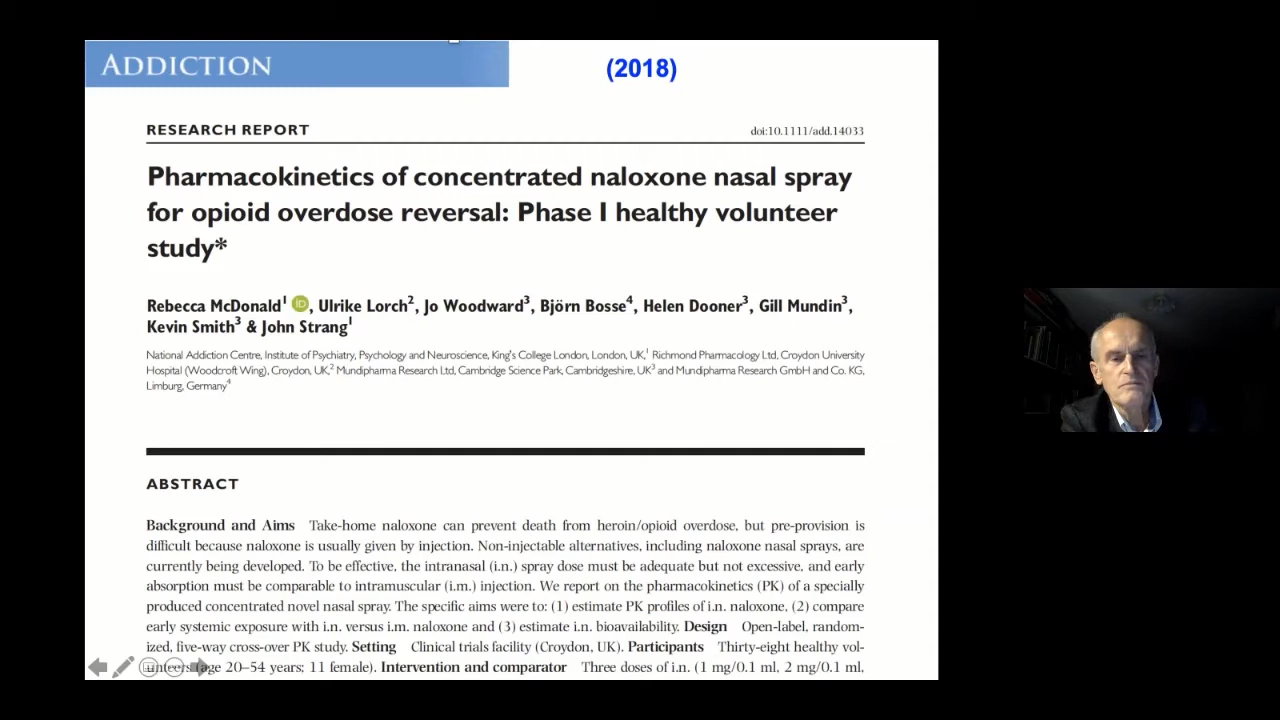 ADDICTION
(2018)
RESEARCH REPORT
doi:10.1111/add.14033
Pharmacokinetics of concentrated naloxone nasal spray
for opioid overdose reversal: Phase I healthy volunteer
study*
Rebecca McDonald1 iD, Ulrike Lorch2, Jo Woodward3, Björn Bosse4, Helen Dooner3, Gill Mundin3,
Kevin Smith3 & John Strang1
National Addiction Centre, Institute of Psychiatry, Psychology and Neuroscience, King's College London, London, UK,1 Richmond Pharmacology Ltd, Croydon University
Hospital (Woodcroft Wing), Croydon, UK,2 Mundipharma Research Ltd, Cambridge Science Park, Cambridgeshire, UK3 and Mundipharma Research GmbH and Co. KG,
Limburg, Germany4
ABSTRACT
Background and Aims Take-home naloxone can prevent death from heroin/opioid overdose, but pre-provision is
difficult because naloxone is usually given by injection. Non-injectable alternatives, including naloxone nasal sprays, are
currently being developed. To be effective, the intranasal (i.n.) spray dose must be adequate but not excessive, and early
absorption must be comparable to intramuscular (i.m.) injection. We report on the pharmacokinetics (PK) of a specially
produced concentrated novel nasal spray. The specific aims were to: (1) estimate PK profiles of i.n. naloxone, (2) compare
early systemic exposure with i.n. versus i.m. naloxone and (3) estimate i.n. bioavailability. Design Open-label, random-
ized, five-way cross-over PK study. Setting Clinical trials facility (Croydon, UK). Participants Thirty-eight healthy vol-
unteers (age 20–54 years; 11 female). Intervention and comparator Three doses of i.n. (1 mg/0.1 ml, 2 mg/0.1 ml,